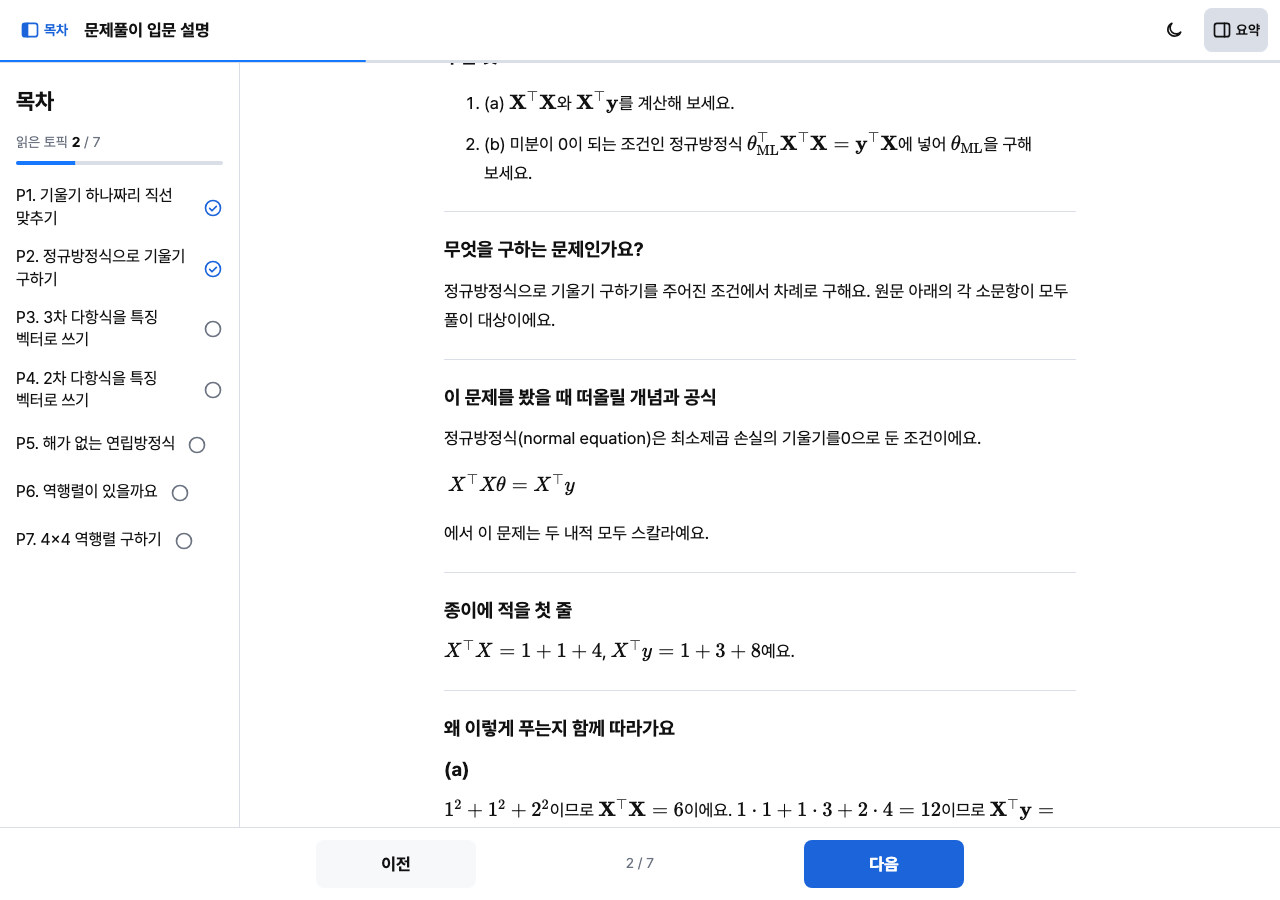 목차 문제풀이 입문 설명 요약
목차
읽은 토픽 2 / 7
P1. 기울기 하나짜리 직선
맞추기
P2. 정규방정식으로 기울기
구하기
P3. 3차 다항식을 특징
벡터로 쓰기
P4. 2차 다항식을 특징
벡터로 쓰기
P5. 해가 없는 연립방정식
P6. 역행렬이 있을까요
P7. 4×4 역행렬 구하기
1. (a) X⊤X와 X⊤y를 계산해 보세요.
2. (b) 미분이 0이 되는 조건인 정규방정식 θ⊤ML X⊤X = y⊤X에 넣어 θML을 구해
보세요.
무엇을 구하는 문제인가요?
정규방정식으로 기울기 구하기를 주어진 조건에서 차례로 구해요. 원문 아래의 각 소문항이 모두
풀이 대상이에요.
이 문제를 봤을 때 떠올릴 개념과 공식
정규방정식(normal equation)은 최소제곱 손실의 기울기를0으로 둔 조건이에요.
X⊤Xθ = X⊤y
에서 이 문제는 두 내적 모두 스칼라예요.
종이에 적을 첫 줄
X⊤X = 1 + 1 + 4, X⊤y = 1 + 3 + 8예요.
왜 이렇게 푸는지 함께 따라가요
(a)
1² + 1² + 2²이므로 X⊤X = 6이에요. 1 · 1 + 1 · 3 + 2 · 4 = 12이므로 X⊤y =
이전 2 / 7 다음